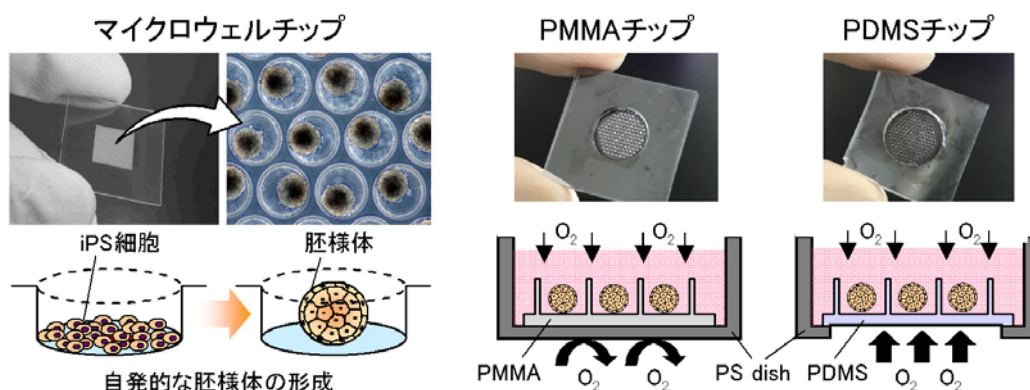 マイクロウェルチップ
iPS細胞
胚様体
自発的な胚様体の形成
PMMAチップ
O₂ O₂
PMMA
O₂ O₂
PS dish
PDMSチップ
O₂ O₂
PDMS
O₂ O₂